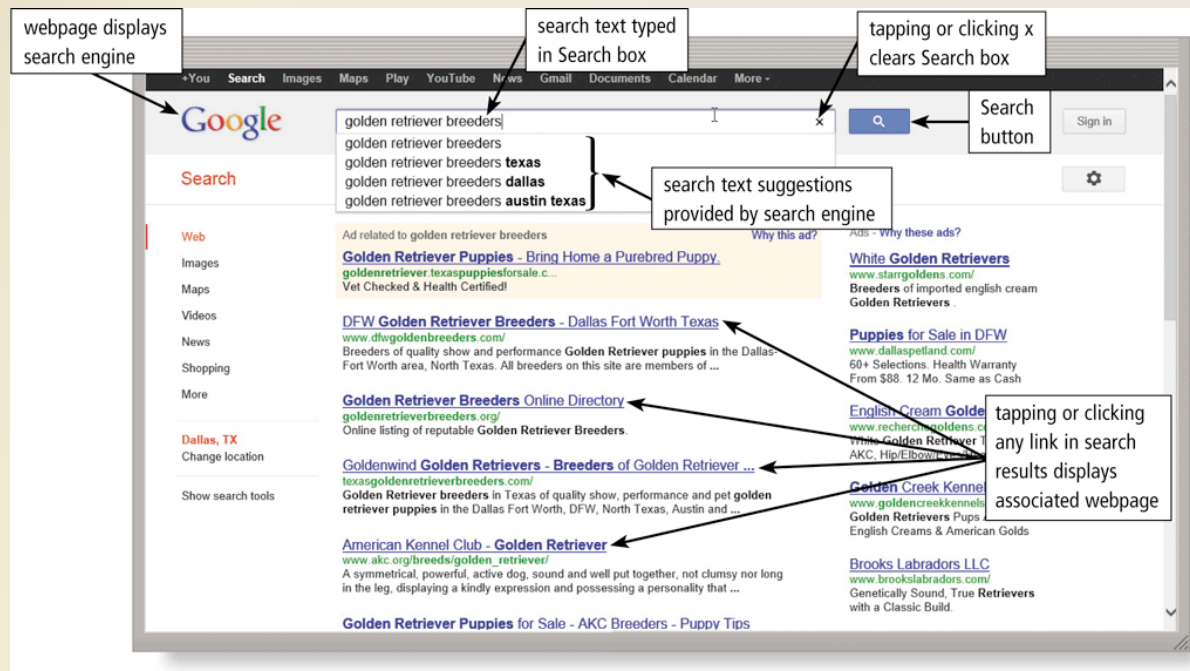 webpage displays
search engine
search text typed
in Search box
tapping or clicking x
clears Search box
+You Search Images Maps Play YouTube News Gmail Documents Calendar More
Google
golden retriever breeders
x
Search
button
Sign in
golden retriever breeders
golden retriever breeders texas
golden retriever breeders dallas
golden retriever breeders austin texas
search text suggestions
provided by search engine
Search
Web
Images
Maps
Videos
News
Shopping
More
Dallas, TX
Change location
Show search tools
Ad related to golden retriever breeders Why this ad?
Golden Retriever Puppies - Bring Home a Purebred Puppy.
goldenretriever.texaspuppiesforsale.c...
Vet Checked & Health Certified!
DFW Golden Retriever Breeders - Dallas Fort Worth Texas
www.dfwgoldenbreeders.com/
Breeders of quality show and performance Golden Retriever puppies in the Dallas-
Fort Worth area, North Texas. All breeders on this site are members of ...
Golden Retriever Breeders Online Directory
goldenretrieverbreeders.org/
Online listing of reputable Golden Retriever Breeders.
Goldenwind Golden Retrievers - Breeders of Golden Retriever ...
texasgoldenretrieverbreeders.com/
Golden Retriever breeders in Texas of quality show, performance and pet golden
retriever puppies in the Dallas Fort Worth, DFW, North Texas, Austin and ...
American Kennel Club - Golden Retriever
www.akc.org/breeds/golden_retriever/
A symmetrical, powerful, active dog, sound and well put together, not clumsy nor long
in the leg, displaying a kindly expression and possessing a personality that ...
Golden Retriever Puppies for Sale - AKC Breeders - Puppy Tips
Ads - Why these ads?
White Golden Retrievers
www.starrgoldens.com/
Breeders of imported english cream
Golden Retrievers .
Puppies for Sale in DFW
www.dallaspetland.com/
60+ Selections. Health Warranty
From $88. 12 Mo. Same as Cash
English Cream
www.recherchegoldens.
White Golden Retriever
AKC,
Golden Creek
www.goldencreekkennels
Golden Retrievers Pups
English Creams & American Golds
Brooks Labradors LLC
www.brookslabradors.com/
Genetically Sound, True Retrievers
with a Classic Build.
tapping or clicking
any link in search
results displays
associated webpage